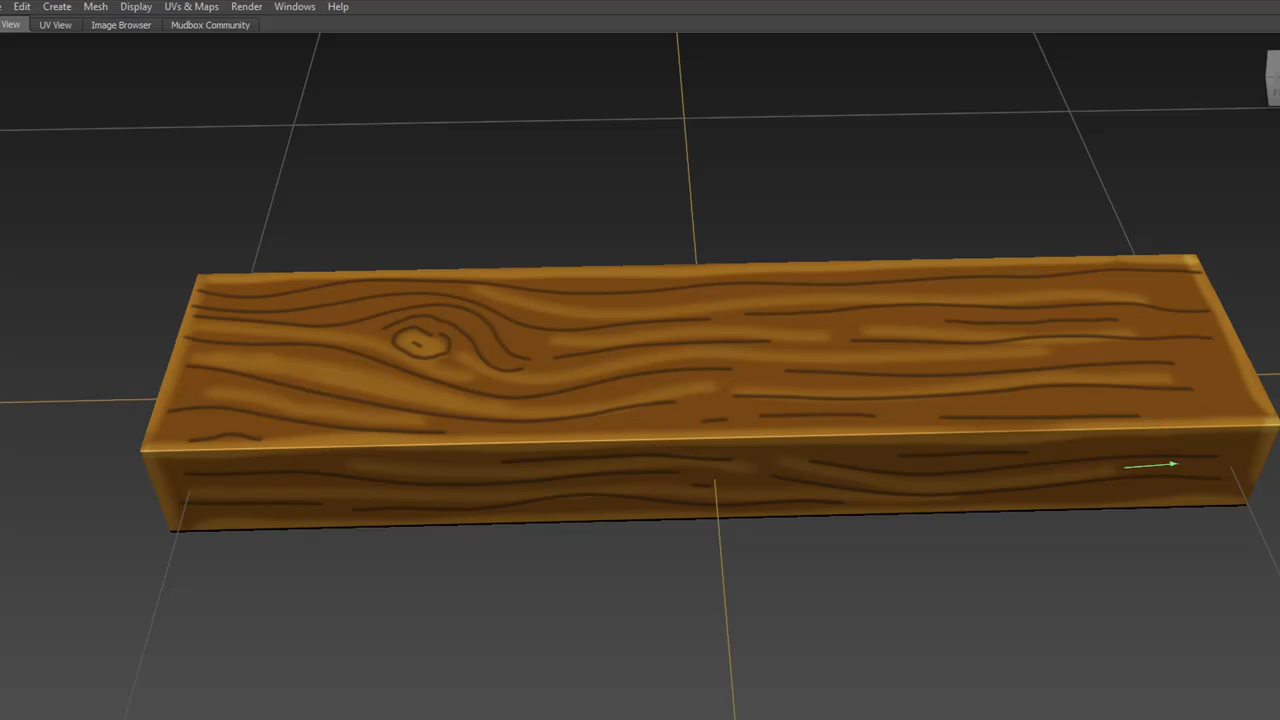 Edit Create Mesh Display UVs & Maps Render Windows Help
View UV View Image Browser Mudbox Community